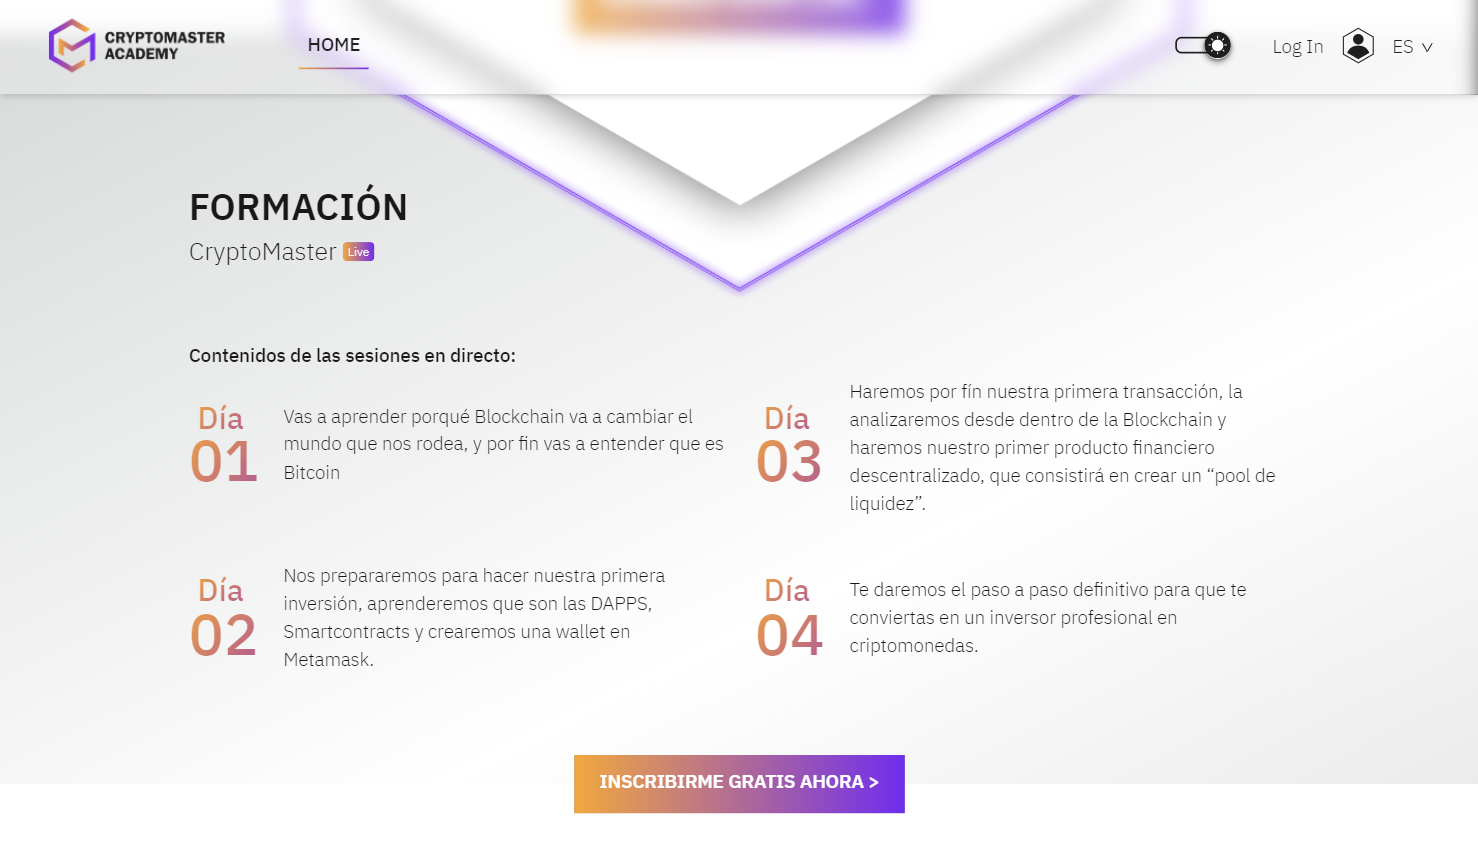 CRYPTOMASTER
ACADEMY
HOME
Log In
ES
FORMACIÓN
CryptoMaster Live
Contenidos de las sesiones en directo:
Día
01
Vas a aprender porqué Blockchain va a cambiar el
mundo que nos rodea, y por fin vas a entender que es
Bitcoin
Día
02
Nos prepararemos para hacer nuestra primera
inversión, aprenderemos que son las DAPPS,
Smartcontracts y crearemos una wallet en
Metamask.
Día
03
Haremos por fín nuestra primera transacción, la
analizaremos desde dentro de la Blockchain y
haremos nuestro primer producto financiero
descentralizado, que consistirá en crear un “pool de
liquidez”.
Día
04
Te daremos el paso a paso definitivo para que te
conviertas en un inversor profesional en
criptomonedas.
INSCRIBIRME GRATIS AHORA >